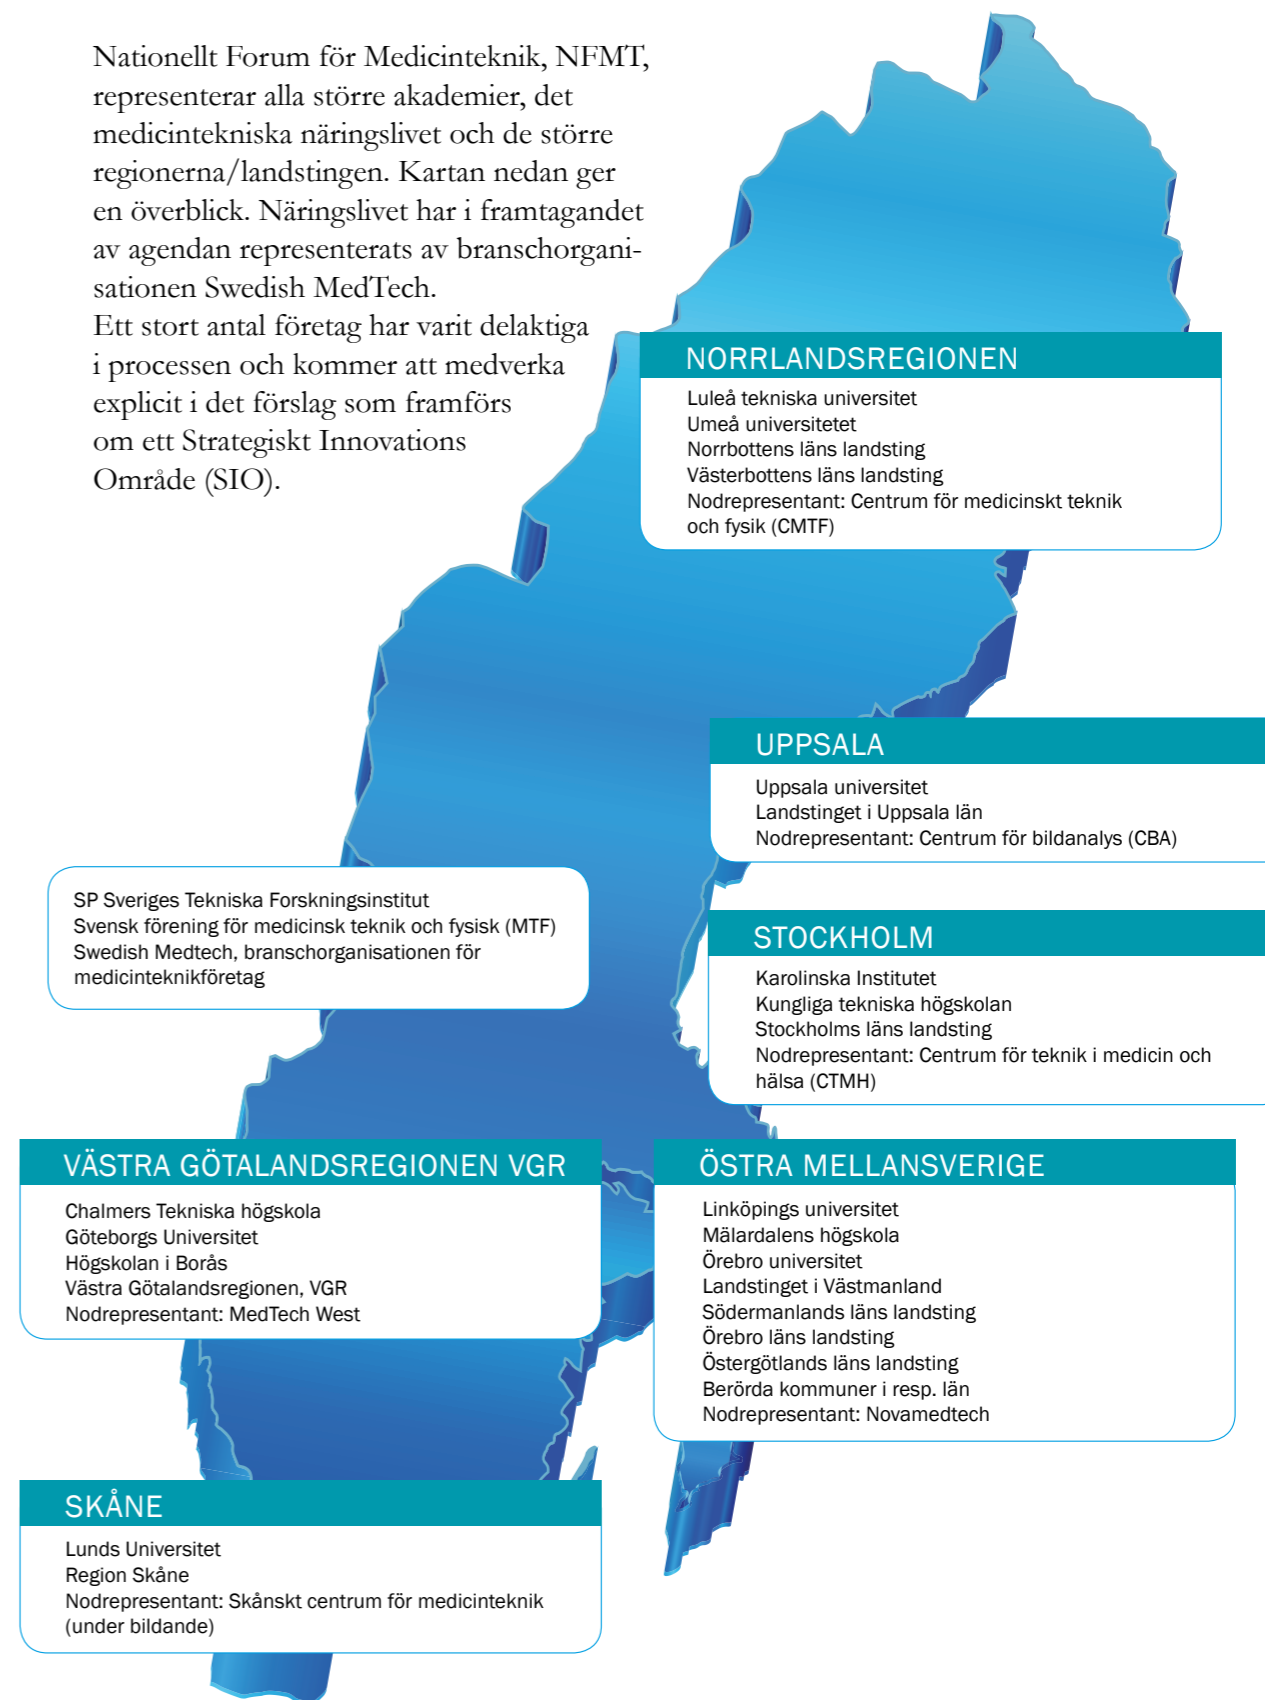 Nationellt Forum för Medicinteknik, NFMT,
representerar alla större akademier, det
medicintekniska näringslivet och de större
regionerna/landstingen. Kartan nedan ger
en överblick. Näringslivet har i framtagandet
av agendan representerats av branschorgani-
sationen Swedish MedTech.
Ett stort antal företag har varit delaktiga
i processen och kommer att medverka
explicit i det förslag som framförs
om ett Strategiskt Innovations
Område (SIO).
NORRLANDSREGIONEN
Luleå tekniska universitet
Umeå universitetet
Norrbottens läns landsting
Västerbottens läns landsting
Nodrepresentant: Centrum för medicinskt teknik
och fysik (CMTF)
UPPSALA
Uppsala universitet
Landstinget i Uppsala län
Nodrepresentant: Centrum för bildanalys (CBA)
SP Sveriges Tekniska Forskningsinstitut
Svensk förening för medicinsk teknik och fysisk (MTF)
Swedish Medtech, branschorganisationen för
medicinteknikföretag
STOCKHOLM
Karolinska Institutet
Kungliga tekniska högskolan
Stockholms läns landsting
Nodrepresentant: Centrum för teknik i medicin och
hälsa (CTMH)
VÄSTRA GÖTALANDSREGIONEN VGR
Chalmers Tekniska högskola
Göteborgs Universitet
Högskolan i Borås
Västra Götalandsregionen, VGR
Nodrepresentant: MedTech West
ÖSTRA MELLANSVERIGE
Linköpings universitet
Mälardalens högskola
Örebro universitet
Landstinget i Västmanland
Södermanlands läns landsting
Örebro läns landsting
Östergötlands läns landsting
Berörda kommuner i resp. län
Nodrepresentant: Novamedtech
SKÅNE
Lunds Universitet
Region Skåne
Nodrepresentant: Skånskt centrum för medicinteknik
(under bildande)